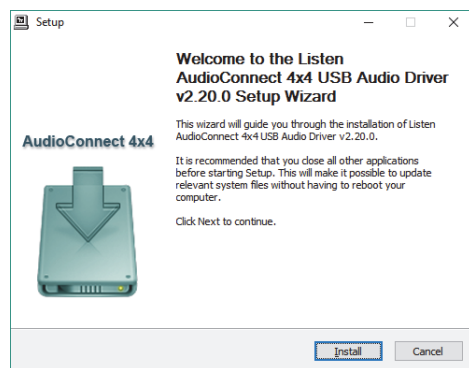 Setup
Welcome to the Listen
AudioConnect 4x4 USB Audio Driver
v2.20.0 Setup Wizard
This wizard will guide you through the installation of Listen
AudioConnect 4x4 USB Audio Driver v2.20.0.
AudioConnect 4x4
It is recommended that you close all other applications
before starting Setup. This will make it possible to update
relevant system files without having to reboot your
computer.
Click Next to continue.
Install
Cancel